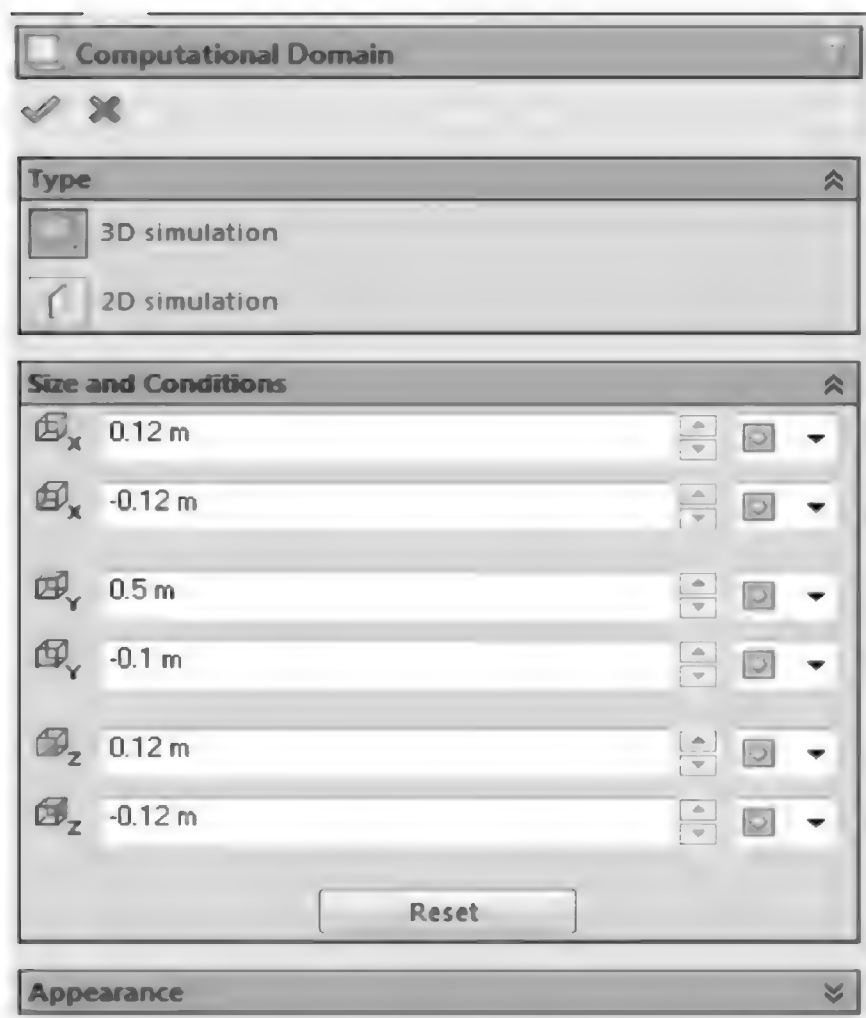 Computational Domain
?
Type
3D simulation
2D simulation
Size and Conditions
X 0.12 m
X -0.12 m
Y 0.5 m
Y -0.1 m
Z 0.12 m
Z -0.12 m
Reset
Appearance